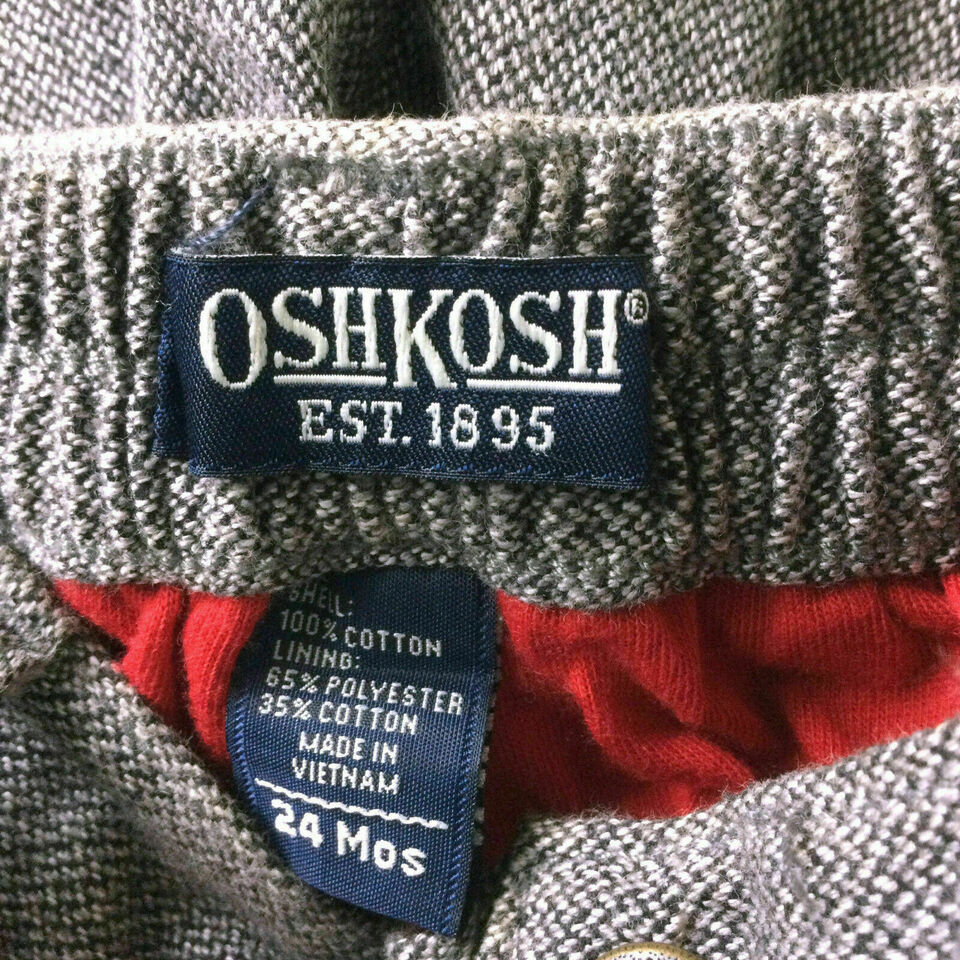 OSHKOSH®
EST. 1895
SHELL:
100% COTTON
LINING:
65% POLYESTER
35% COTTON
MADE IN
VIETNAM
24 Mos